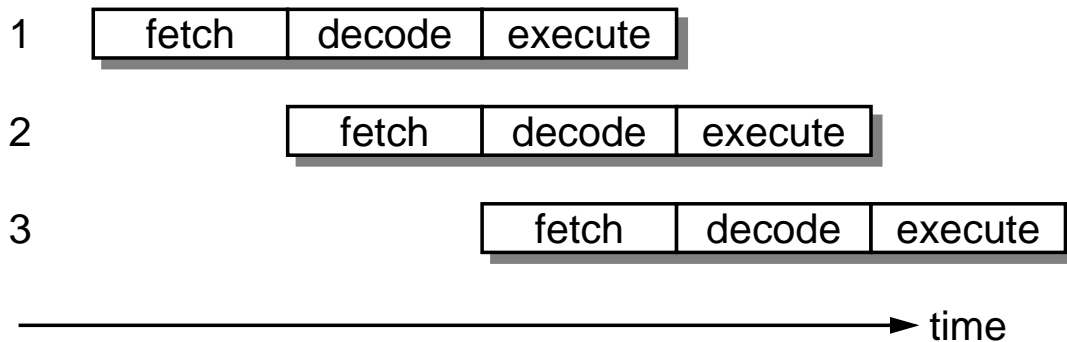 1 fetch decode execute
2 fetch decode execute
3 fetch decode execute
time